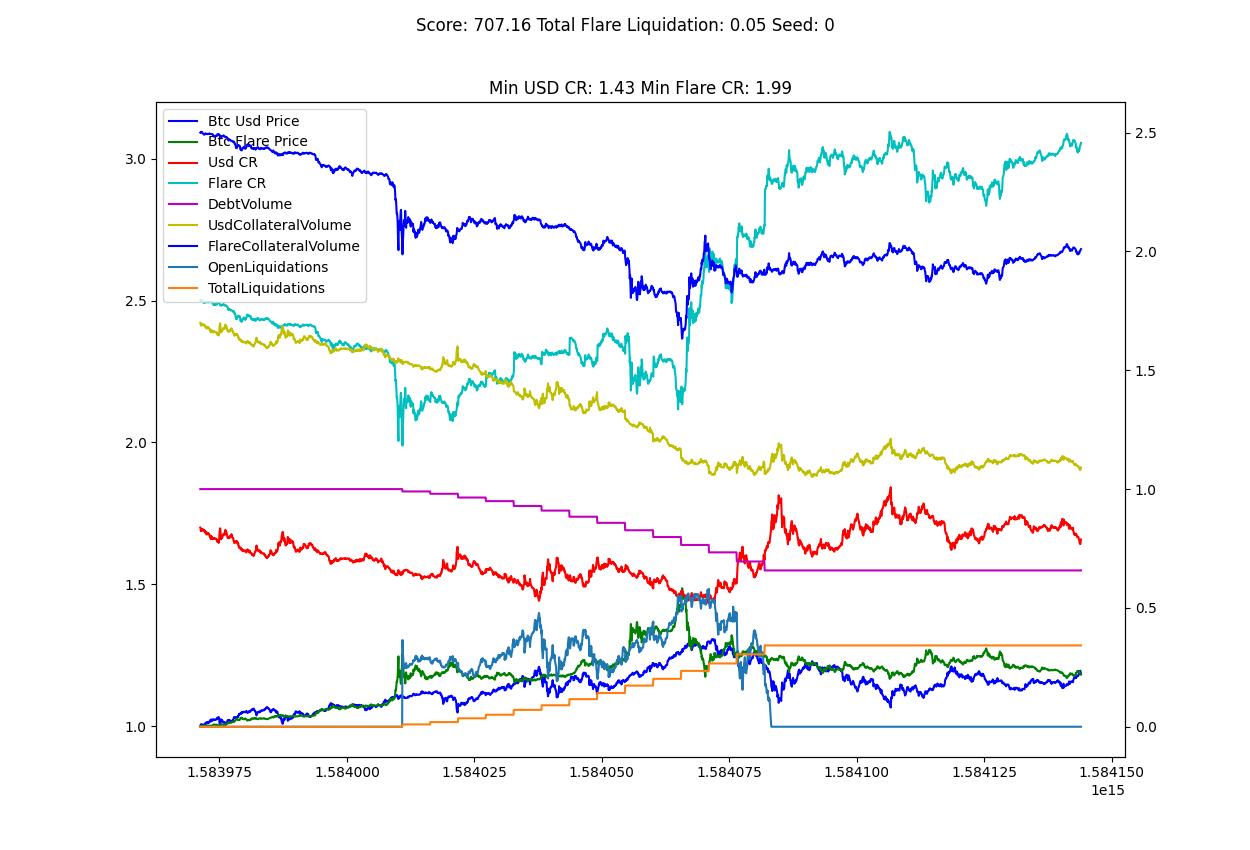 Score: 707.16 Total Flare Liquidation: 0.05 Seed: 0
Min USD CR: 1.43 Min Flare CR: 1.99
Btc Usd Price
Btc Flare Price
Usd CR
Flare CR
DebtVolume
UsdCollateralVolume
FlareCollateralVolume
OpenLiquidations
TotalLiquidations
3.0
2.5
2.0
1.5
1.0
2.5
2.0
1.5
1.0
0.5
0.0
1.583975 1.584000 1.584025 1.584050 1.584075 1.584100 1.584125 1.584150
1e15